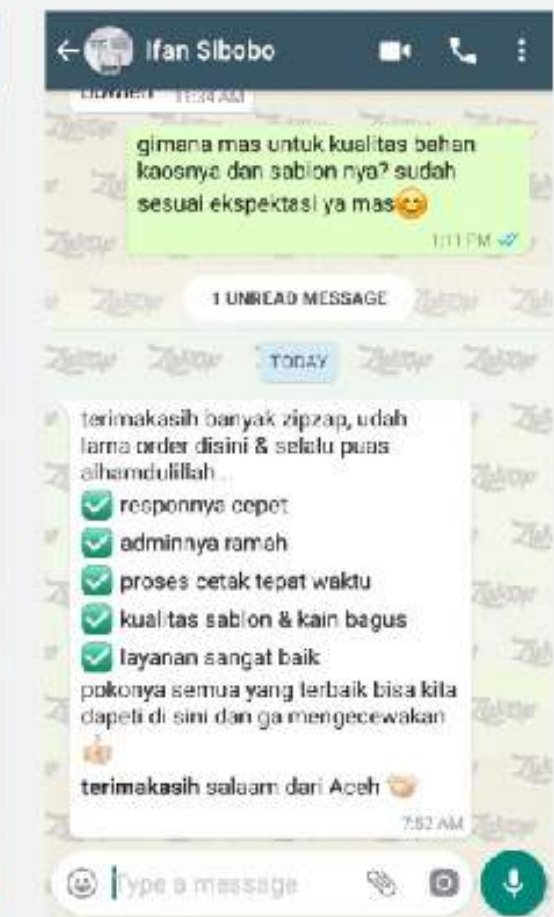 Ifan Sibobo
11:34 AM
gimana mas untuk kualitas bahan
kaosnya dan sablon nya? sudah
sesuai ekspektasi ya mas😊
1:11 PM
1 UNREAD MESSAGE
TODAY
terimakasih banyak zipzap, udah
lama order disini & selalu puas
alhamdulillah...
✅ responnya cepet
✅ adminnya ramah
✅ proses cetak tepat waktu
✅ kualitas sablon & kain bagus
✅ layanan sangat baik
pokonya semua yang terbaik bisa kita
dapeti di sini dan ga mengecewakan
👍
terimakasih salaam dari Aceh
7:52 AM
Type a message